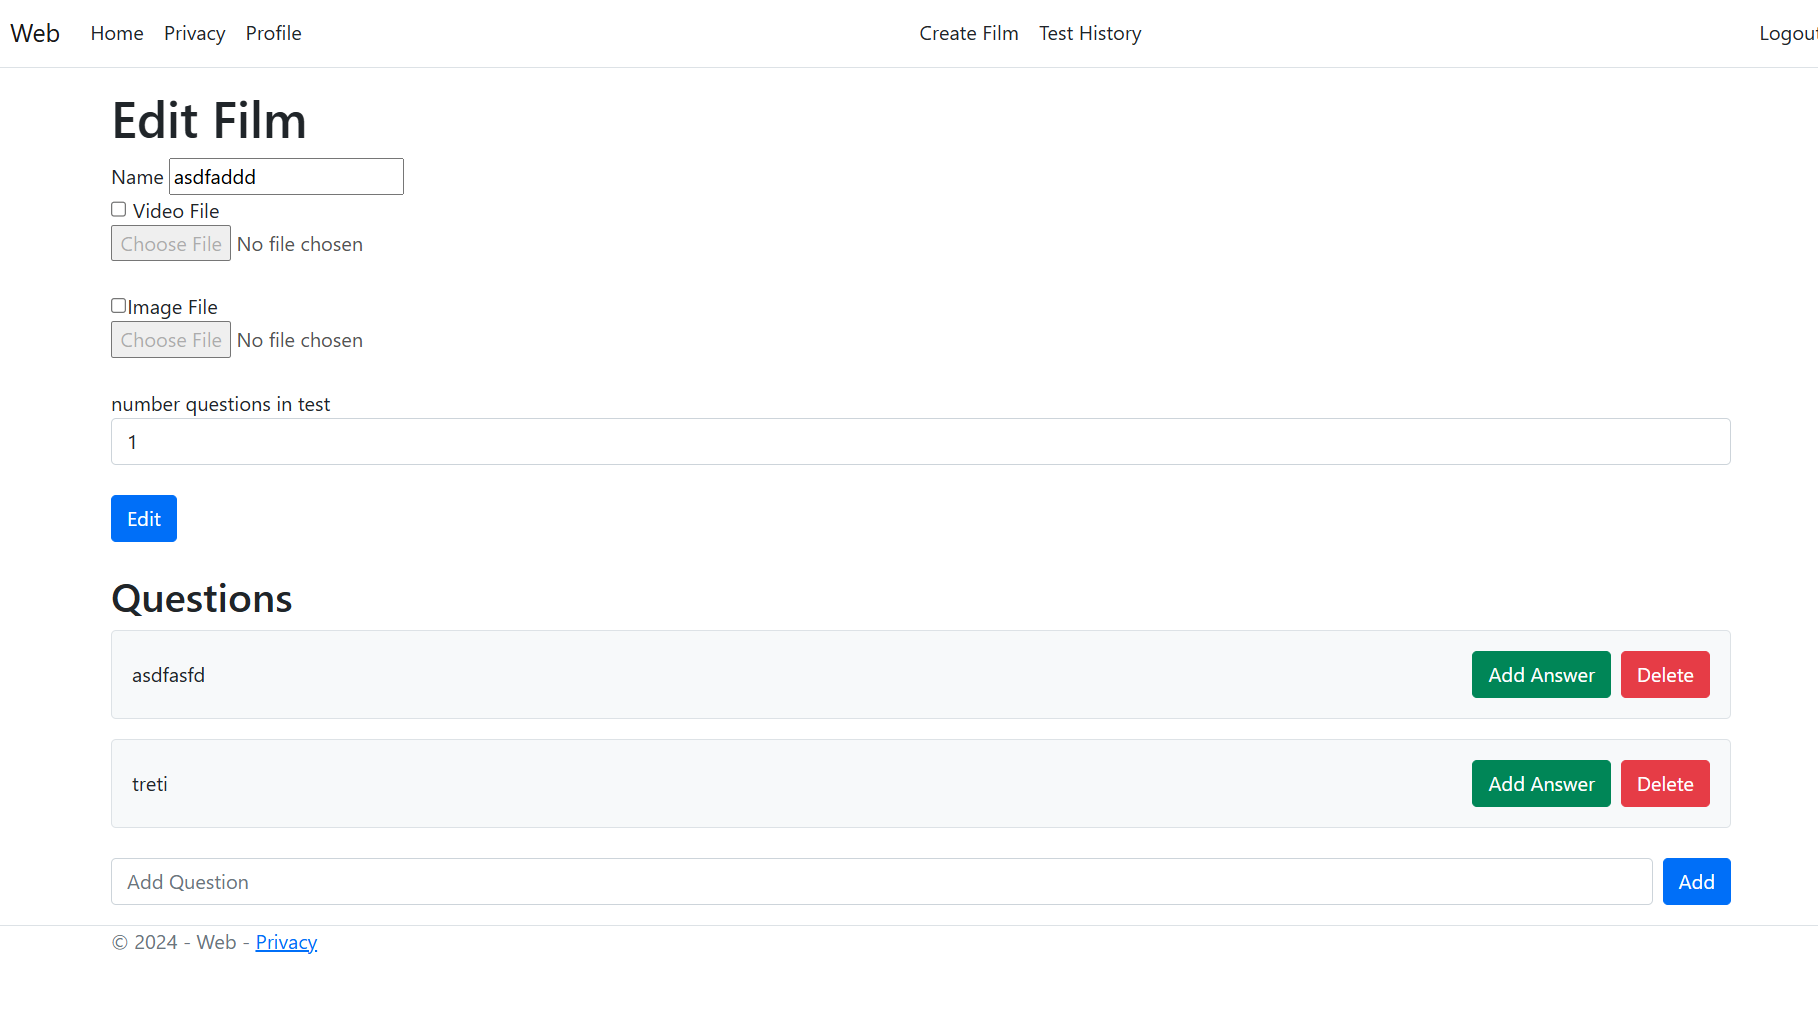 Web Home Privacy Profile Create Film Test History Logout
Edit Film
Name asdfaddd
Video File
Choose File No file chosen
Image File
Choose File No file chosen
number questions in test
1
Edit
Questions
asdfasfd Add Answer Delete
treti Add Answer Delete
Add Question Add
© 2024 - Web - Privacy